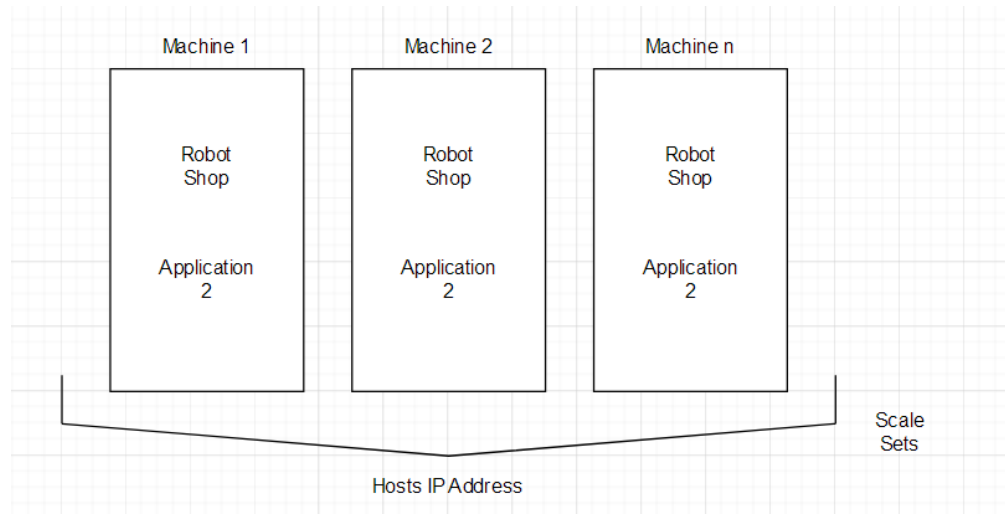 Machine 1
Machine 2
Machine n
Robot
Shop
Robot
Shop
Robot
Shop
Application
2
Application
2
Application
2
Scale
Sets
Hosts IP Address